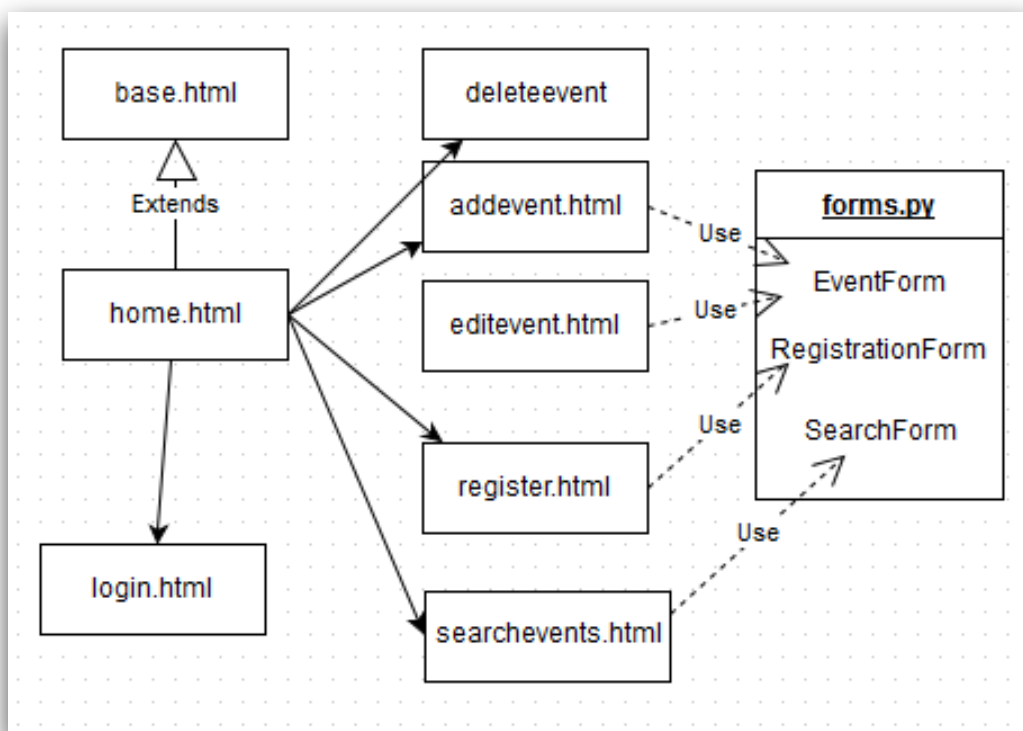 base.html
deleteevent
Extends
addevent.html
Use
forms.py
home.html
editevent.html
Use
EventForm
RegistrationForm
Use
SearchForm
register.html
Use
login.html
searchevents.html